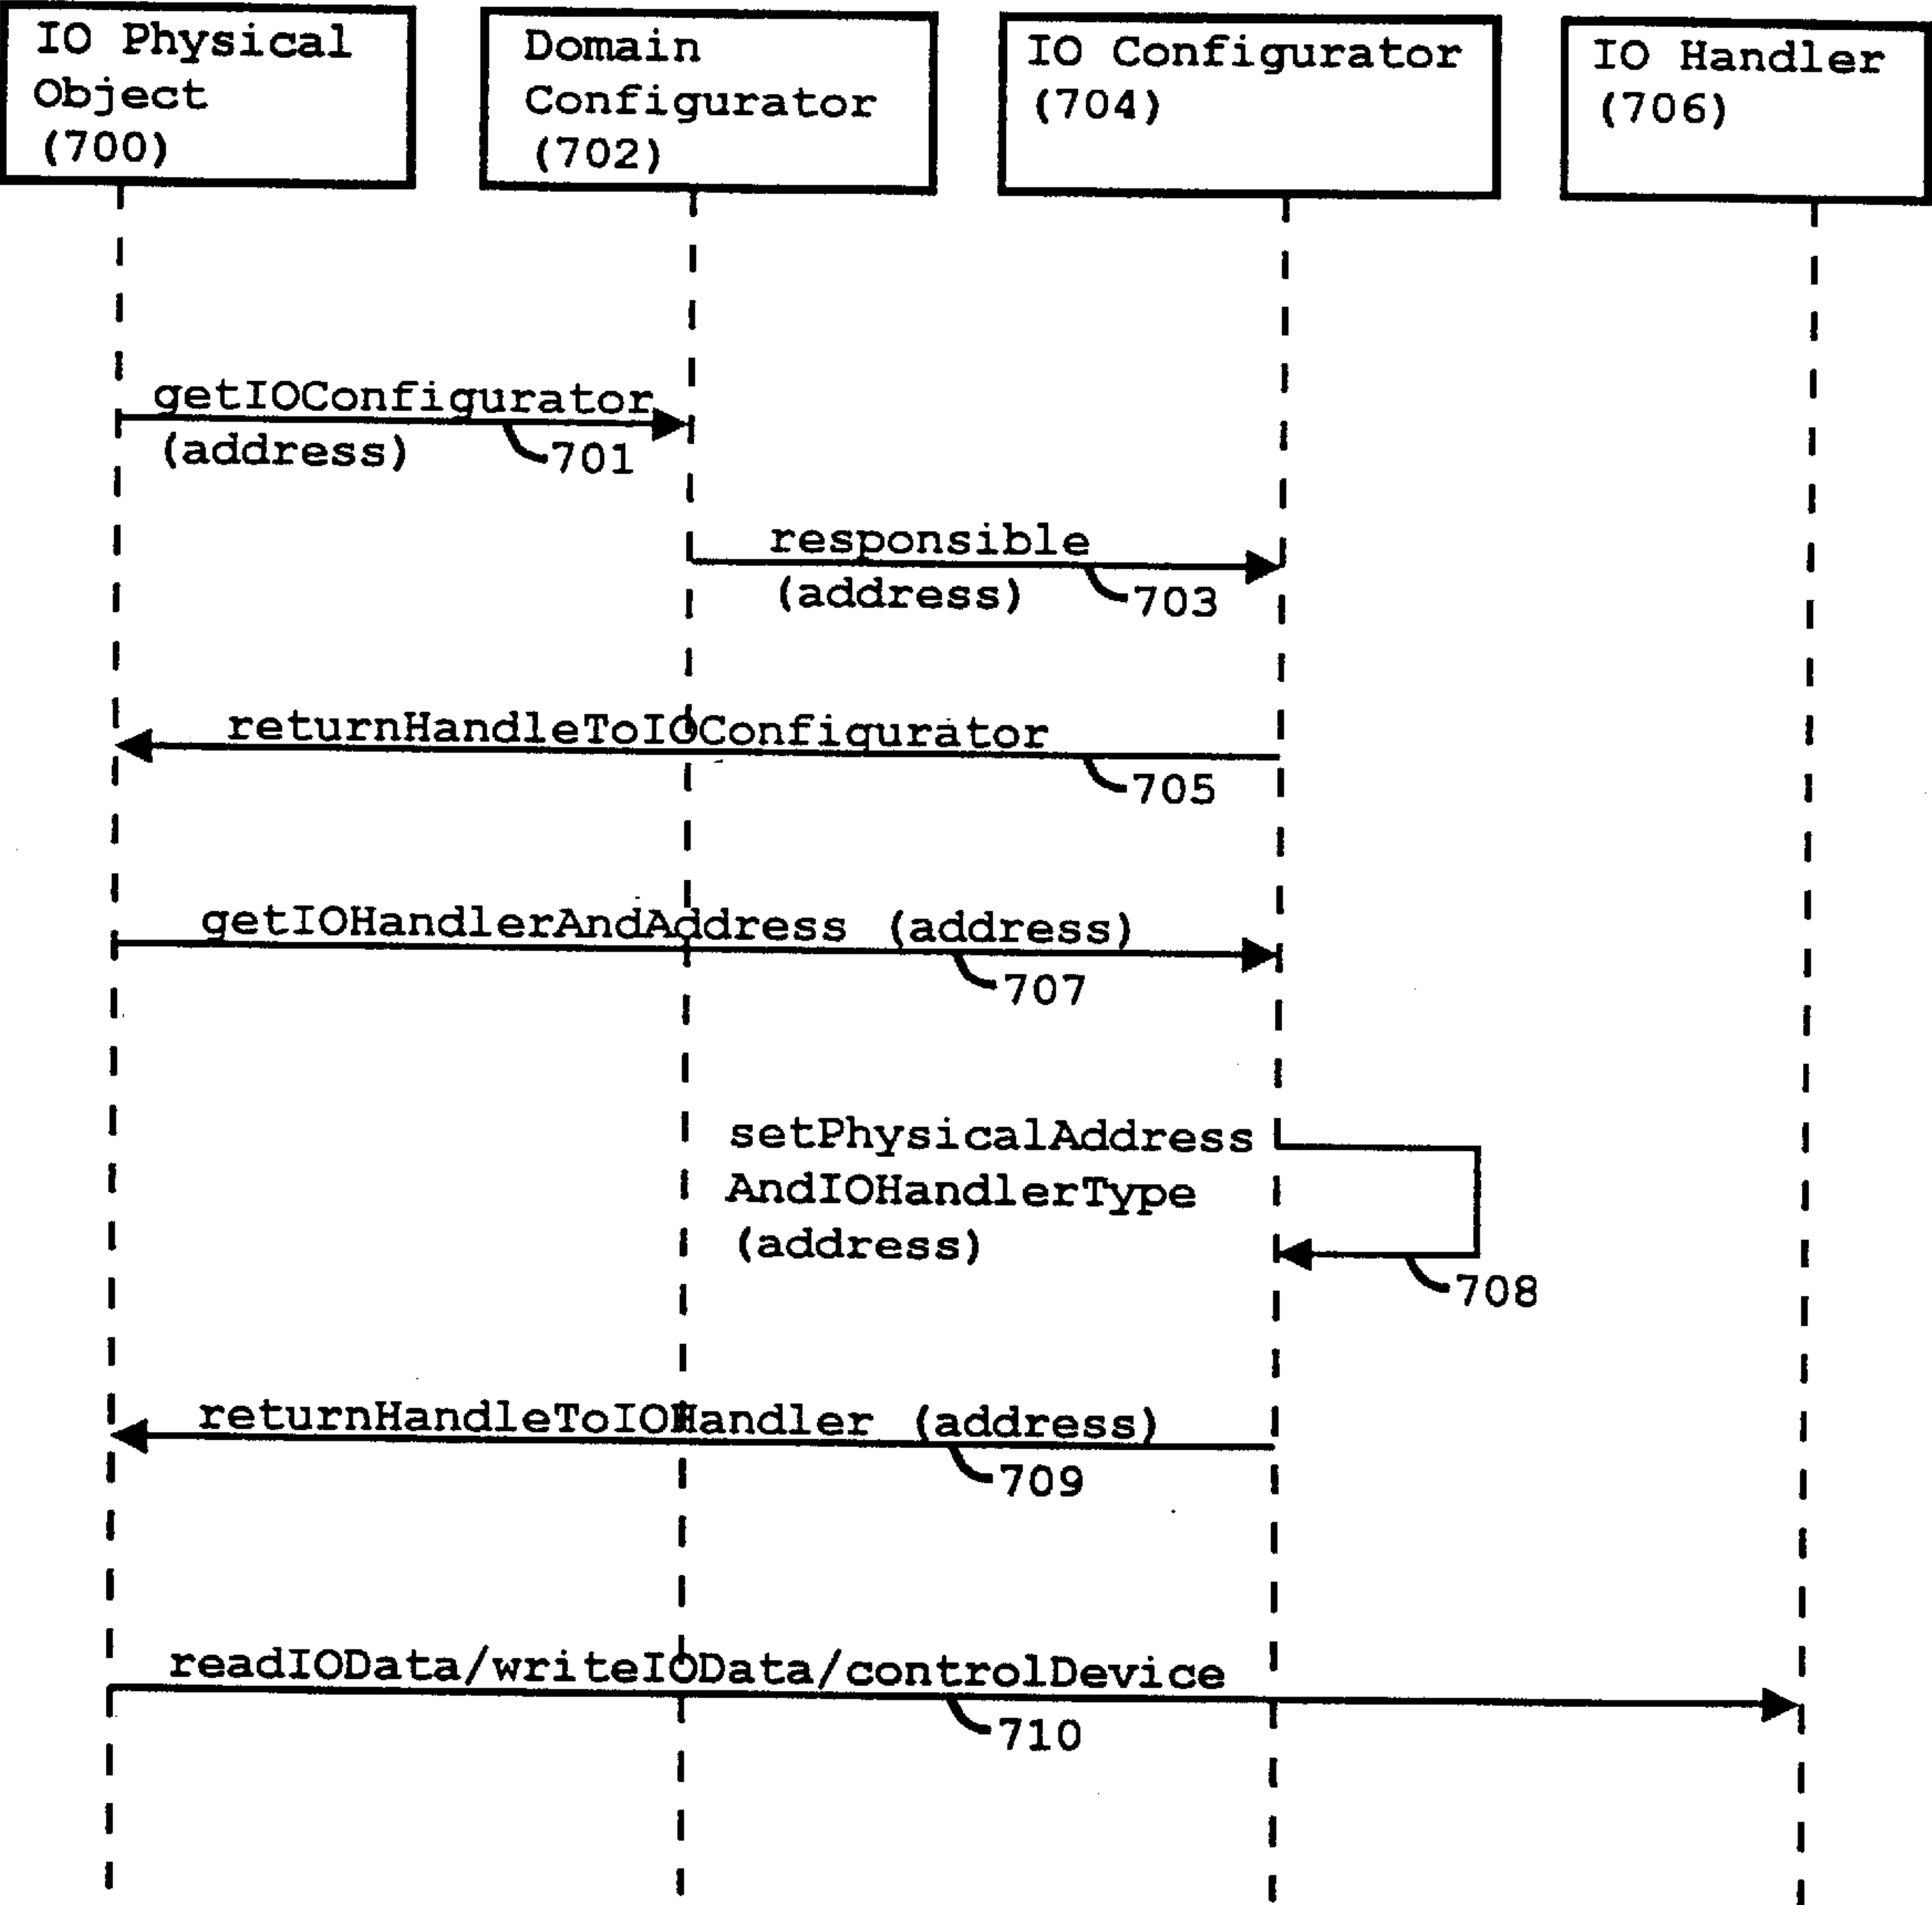 IO Physical
Object
(700)
Domain
Configurator
(702)
IO Configurator
(704)
IO Handler
(706)
getIOConfigurator
(address)
701
responsible
(address)
703
returnHandleToIOConfigurator
705
getIOHandlerAndAddress (address)
707
setPhysicalAddress
AndIOHandlerType
(address)
708
returnHandleToIOHandler (address)
709
readIOData/writeIOData/controlDevice
710